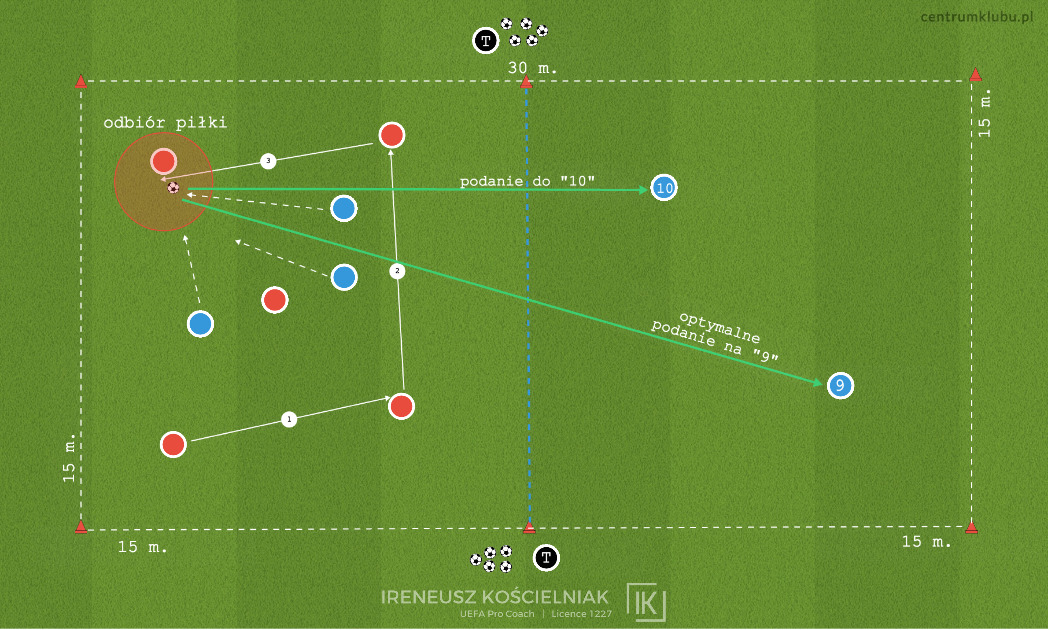 centrumklubu.pl
T
30 m.
15 m.
odbiór piłki
3
podanie do "10"
10
2
optymalne
podanie na "9"
9
1
15 m.
15 m.
15 m.
T
IRENEUSZ KOŚCIELNIAK
UEFA Pro Coach | Licence 1227
IK